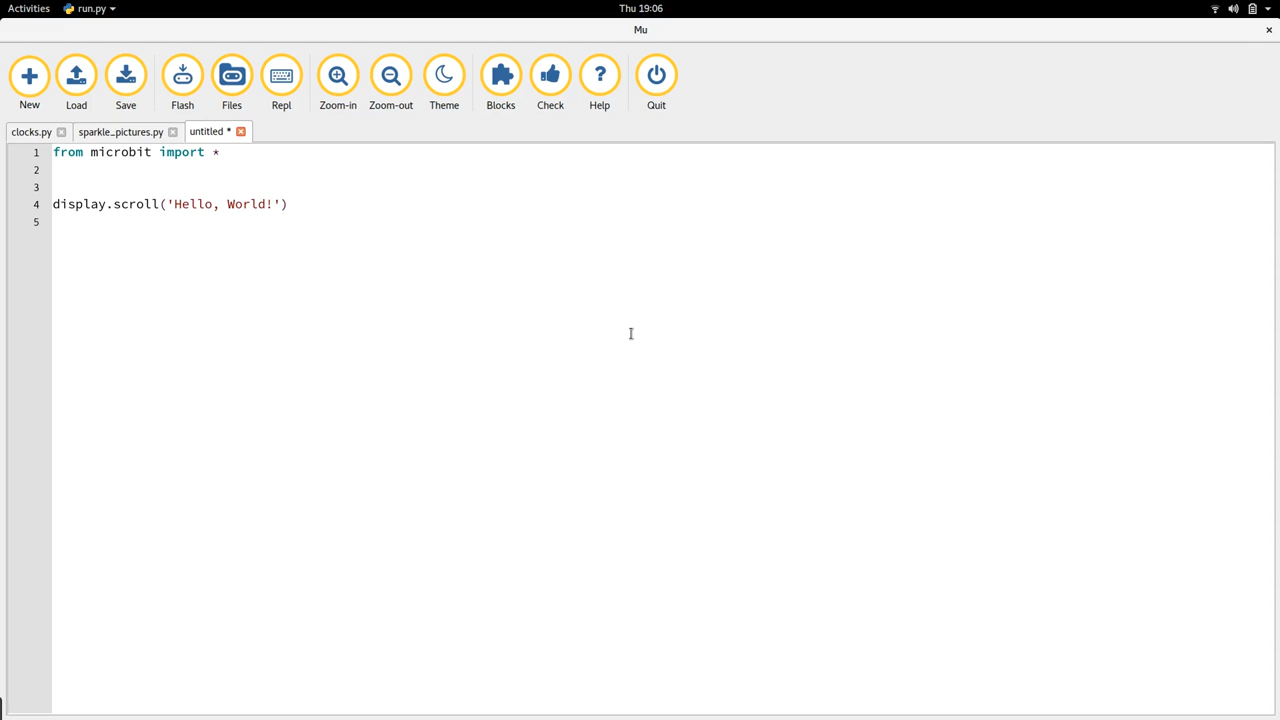 Activities run.py Thu 19:06
Mu
New Load Save Flash Files Repl Zoom-in Zoom-out Theme Blocks Check Help Quit
clocks.py sparkle_pictures.py untitled *
1 from microbit import *
2
3
4 display.scroll('Hello, World!')
5